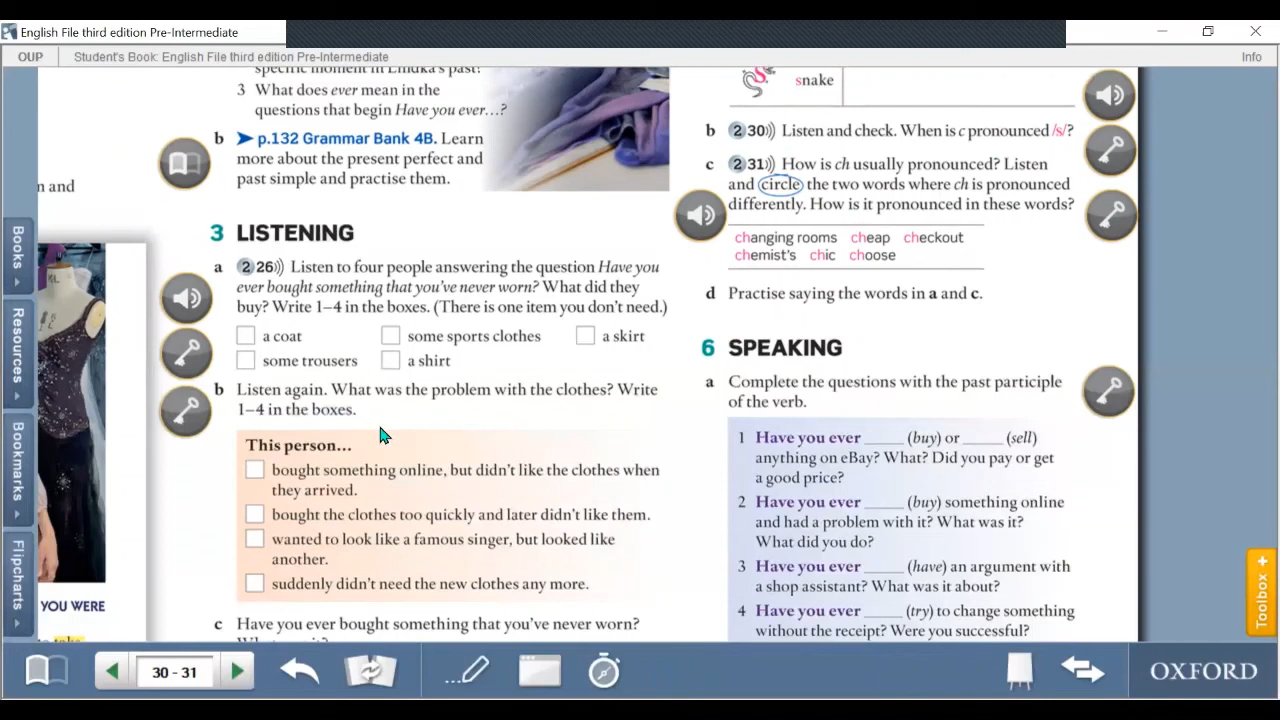 English File third edition Pre-Intermediate
OUP
Student's Book: English File third edition Pre-Intermediate
Info
n and
YOU WERE
Books
Resources
Bookmarks
Flipcharts
specific moment in Lindka's past?
3 What does ever mean in the
questions that begin Have you ever…?
b ➤ p.132 Grammar Bank 4B. Learn
more about the present perfect and
past simple and practise them.
3 LISTENING
a 2 26))) Listen to four people answering the question Have you
ever bought something that you've never worn? What did they
buy? Write 1–4 in the boxes. (There is one item you don't need.)
a coat some sports clothes a skirt
some trousers a shirt
b Listen again. What was the problem with the clothes? Write
1–4 in the boxes.
This person…
bought something online, but didn't like the clothes when
they arrived.
bought the clothes too quickly and later didn't like them.
wanted to look like a famous singer, but looked like
another.
suddenly didn't need the new clothes any more.
c Have you ever bought something that you've never worn?
snake
b 2 30))) Listen and check. When is c pronounced /s/?
c 2 31))) How is ch usually pronounced? Listen
and circle the two words where ch is pronounced
differently. How is it pronounced in these words?
changing rooms cheap checkout
chemist's chic choose
d Practise saying the words in a and c.
6 SPEAKING
a Complete the questions with the past participle
of the verb.
1 Have you ever _____ (buy) or _____ (sell)
anything on eBay? What? Did you pay or get
a good price?
2 Have you ever _____ (buy) something online
and had a problem with it? What was it?
What did you do?
3 Have you ever _____ (have) an argument with
a shop assistant? What was it about?
4 Have you ever _____ (try) to change something
without the receipt? Were you successful?
Toolbox +
30 - 31
OXFORD